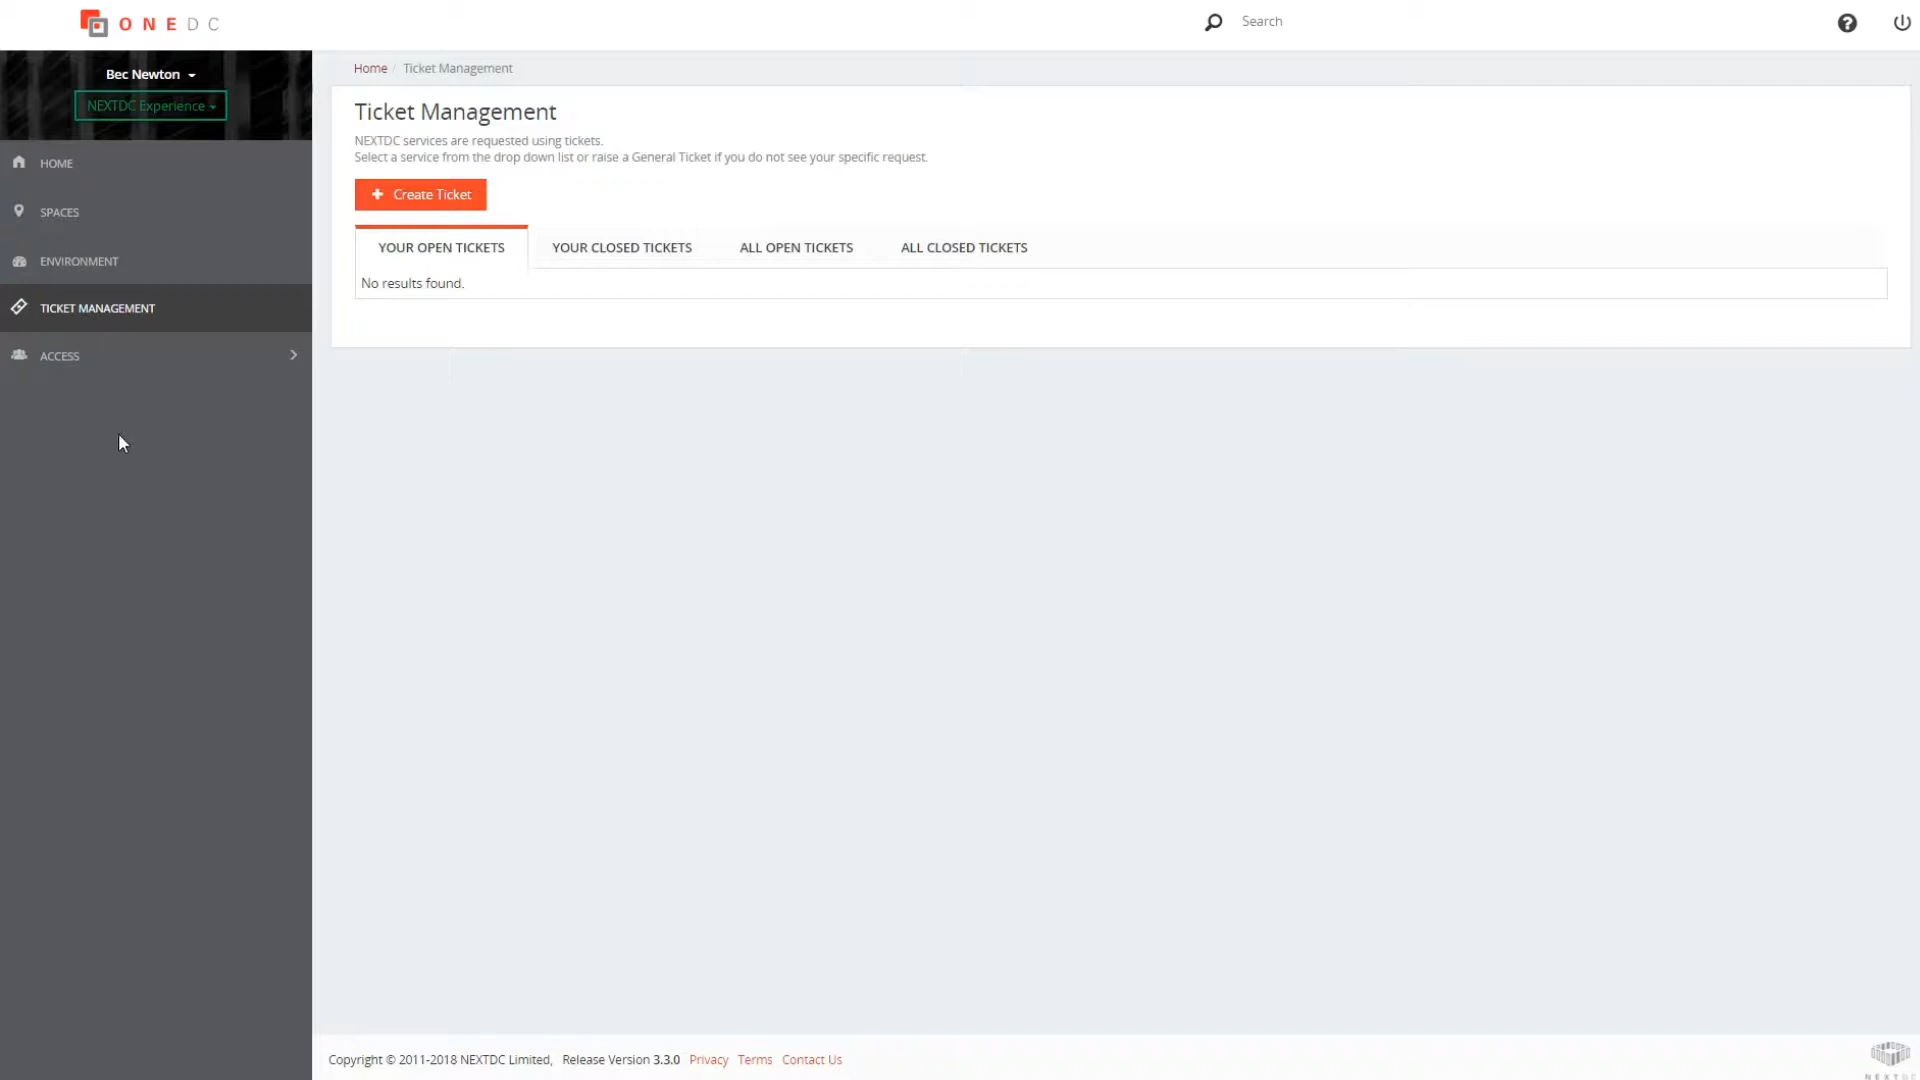 ONEDC
Search
Bec Newton
NEXTDC Experience
HOME
SPACES
ENVIRONMENT
TICKET MANAGEMENT
ACCESS
Home / Ticket Management
Ticket Management
NEXTDC services are requested using tickets.
Select a service from the drop down list or raise a General Ticket if you do not see your specific request.
+ Create Ticket
YOUR OPEN TICKETS YOUR CLOSED TICKETS ALL OPEN TICKETS ALL CLOSED TICKETS
No results found.
Copyright © 2011-2018 NEXTDC Limited, Release Version 3.3.0 Privacy Terms Contact Us
NEXTDC